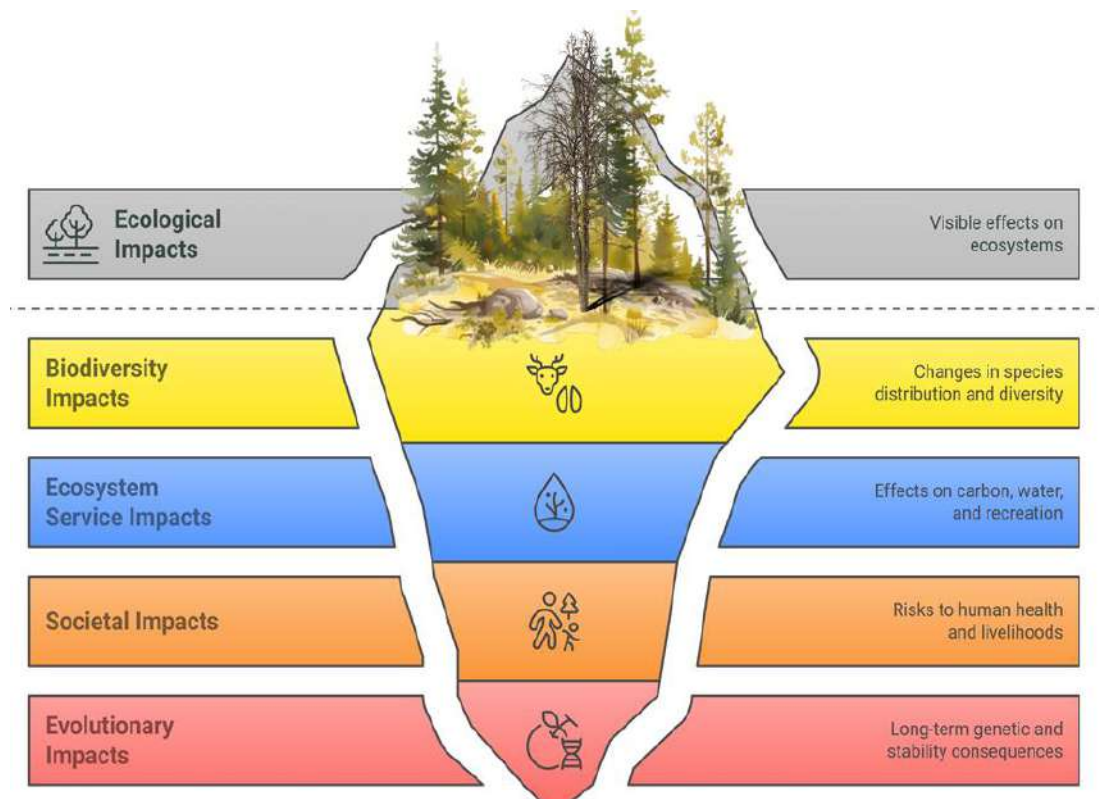 Ecological
Impacts
Visible effects on
ecosystems
Biodiversity
Impacts
Changes in species
distribution and diversity
Ecosystem
Service Impacts
Effects on carbon, water,
and recreation
Societal Impacts
Risks to human health
and livelihoods
Evolutionary
Impacts
Long-term genetic and
stability consequences